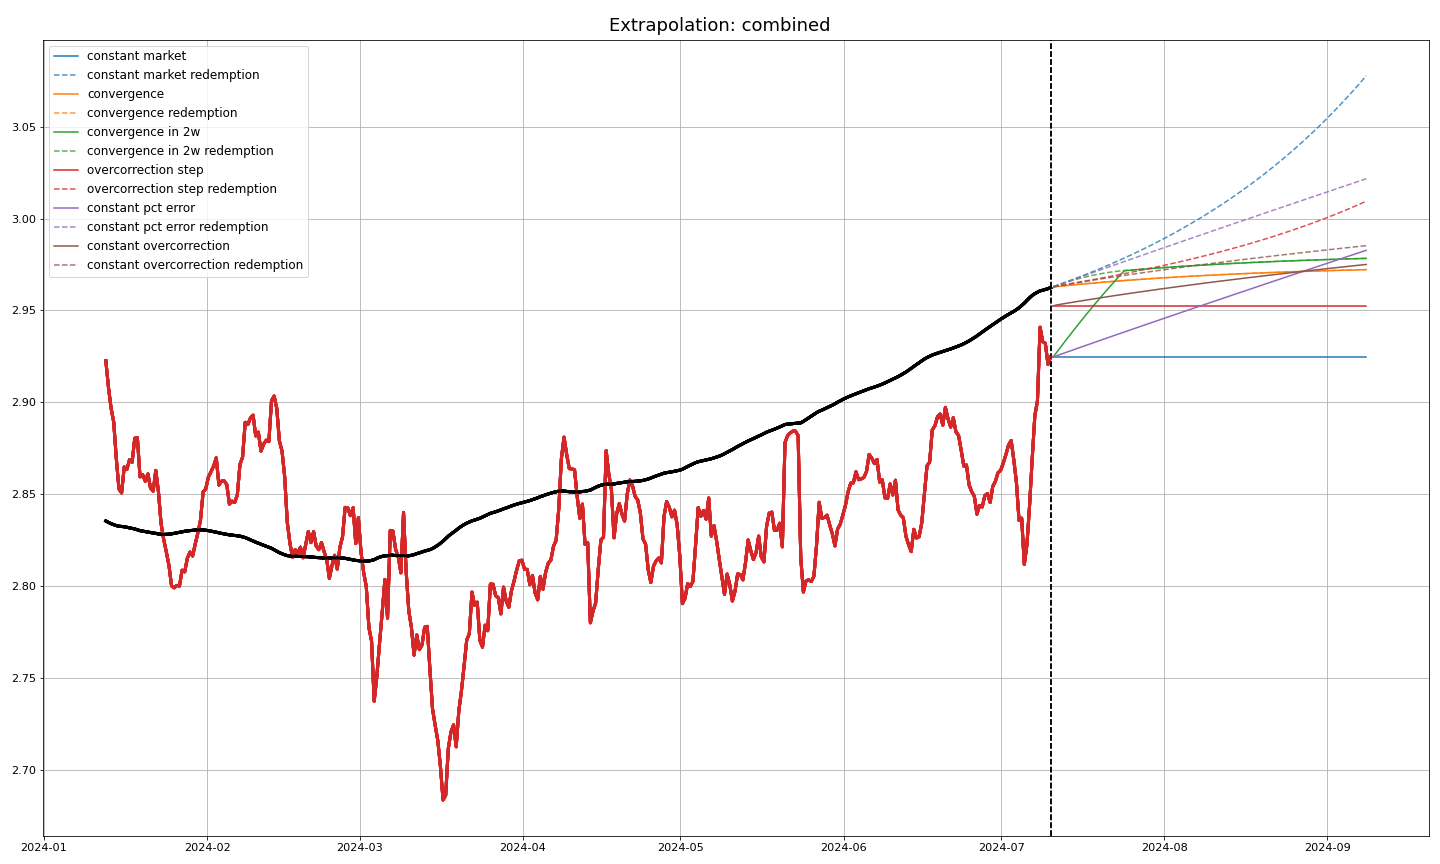 Extrapolation: combined
constant market
constant market redemption
convergence
convergence redemption
convergence in 2w
convergence in 2w redemption
overcorrection step
overcorrection step redemption
constant pct error
constant pct error redemption
constant overcorrection
constant overcorrection redemption
3.05
3.00
2.95
2.90
2.85
2.80
2.75
2.70
2024-01 2024-02 2024-03 2024-04 2024-05 2024-06 2024-07 2024-08 2024-09